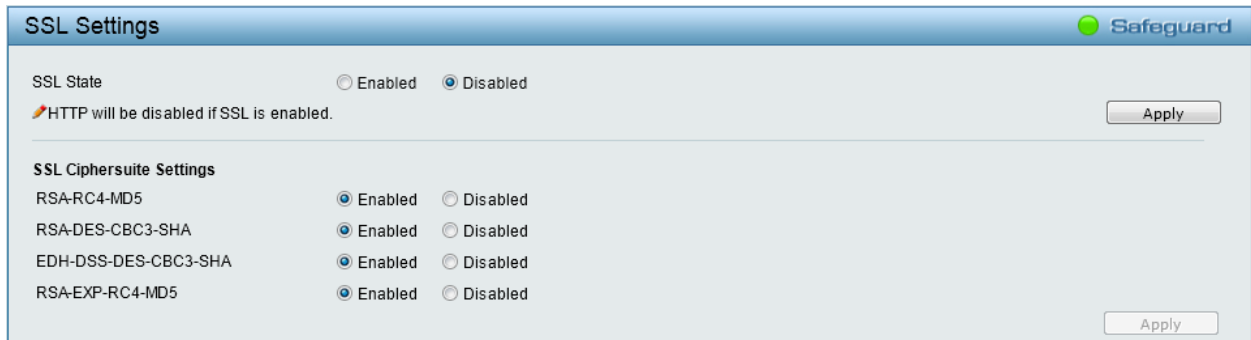 SSL Settings Safeguard
SSL State Enabled Disabled
HTTP will be disabled if SSL is enabled. Apply
SSL Ciphersuite Settings
RSA-RC4-MD5 Enabled Disabled
RSA-DES-CBC3-SHA Enabled Disabled
EDH-DSS-DES-CBC3-SHA Enabled Disabled
RSA-EXP-RC4-MD5 Enabled Disabled
Apply